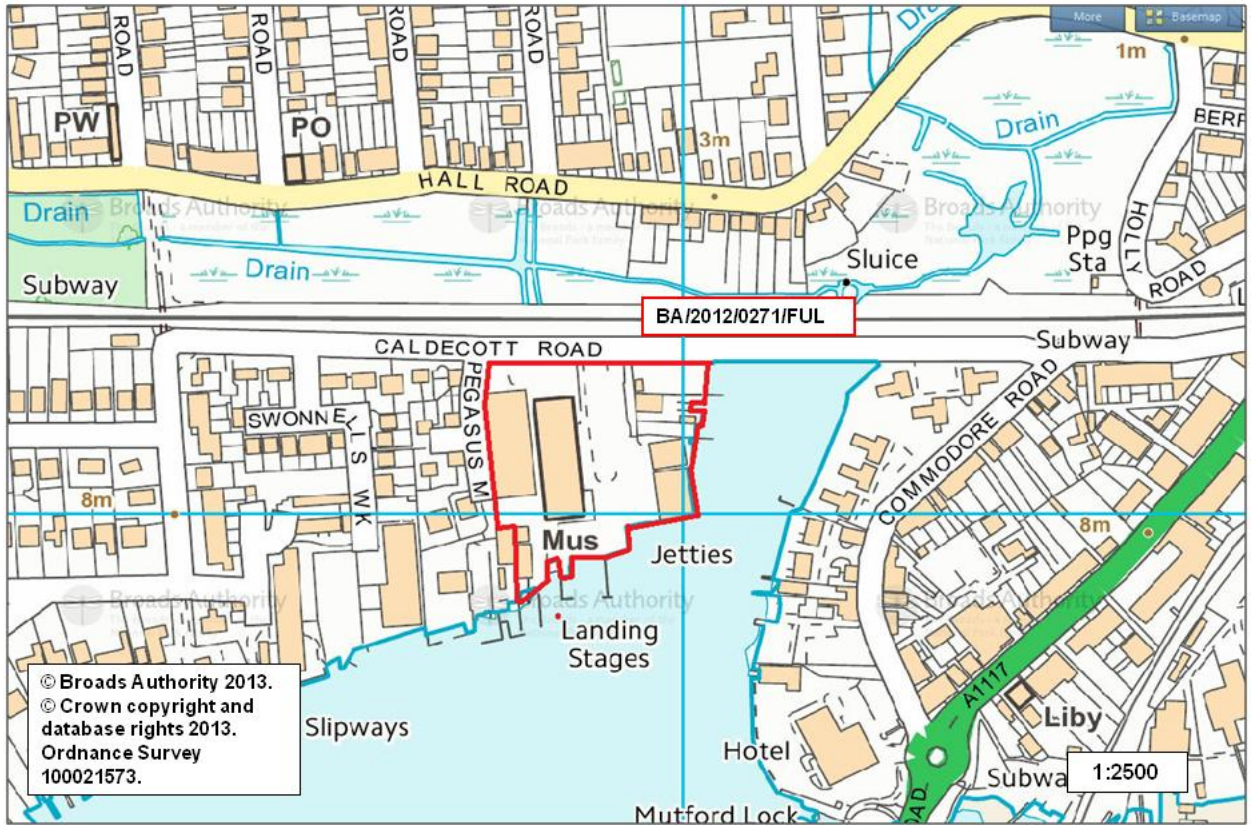 More
Basemap
ROAD
ROAD
ROAD
ROAD
Drain
1m
PW
PO
Drain
BERF
3m
HALL ROAD
Drain
Broads Authority
Broads Authority
Broads Authority
HOLLY ROAD
Drain
Ppg
Sta
Sluice
Subway
BA/2012/0271/FUL
CALDECOTT ROAD
Subway
PEGASUS M
SWONNELLS WK
COMMODORE ROAD
8m
8m
Mus
Jetties
Broads Authority
Broads Authority
Broads Authority
Landing
Stages
© Broads Authority 2013.
© Crown copyright and
database rights 2013.
Ordnance Survey
100021573.
Slipways
A1117
Liby
Hotel
Subwa
1:2500
Mutford Lock
OAD